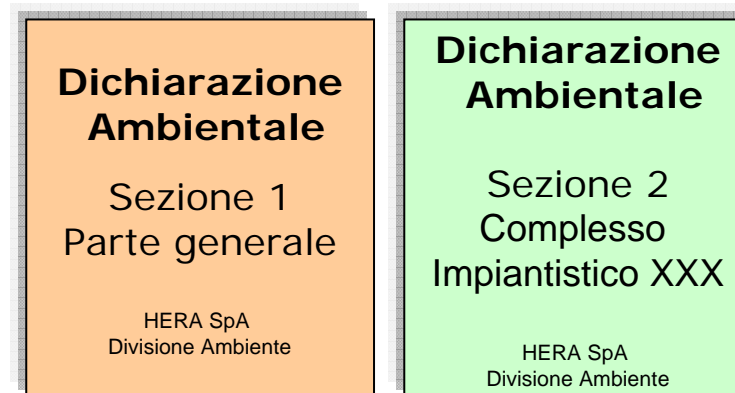 Dichiarazione
Ambientale
Sezione 1
Parte generale
HERA SpA
Divisione Ambiente
Dichiarazione
Ambientale
Sezione 2
Complesso
Impiantistico XXX
HERA SpA
Divisione Ambiente